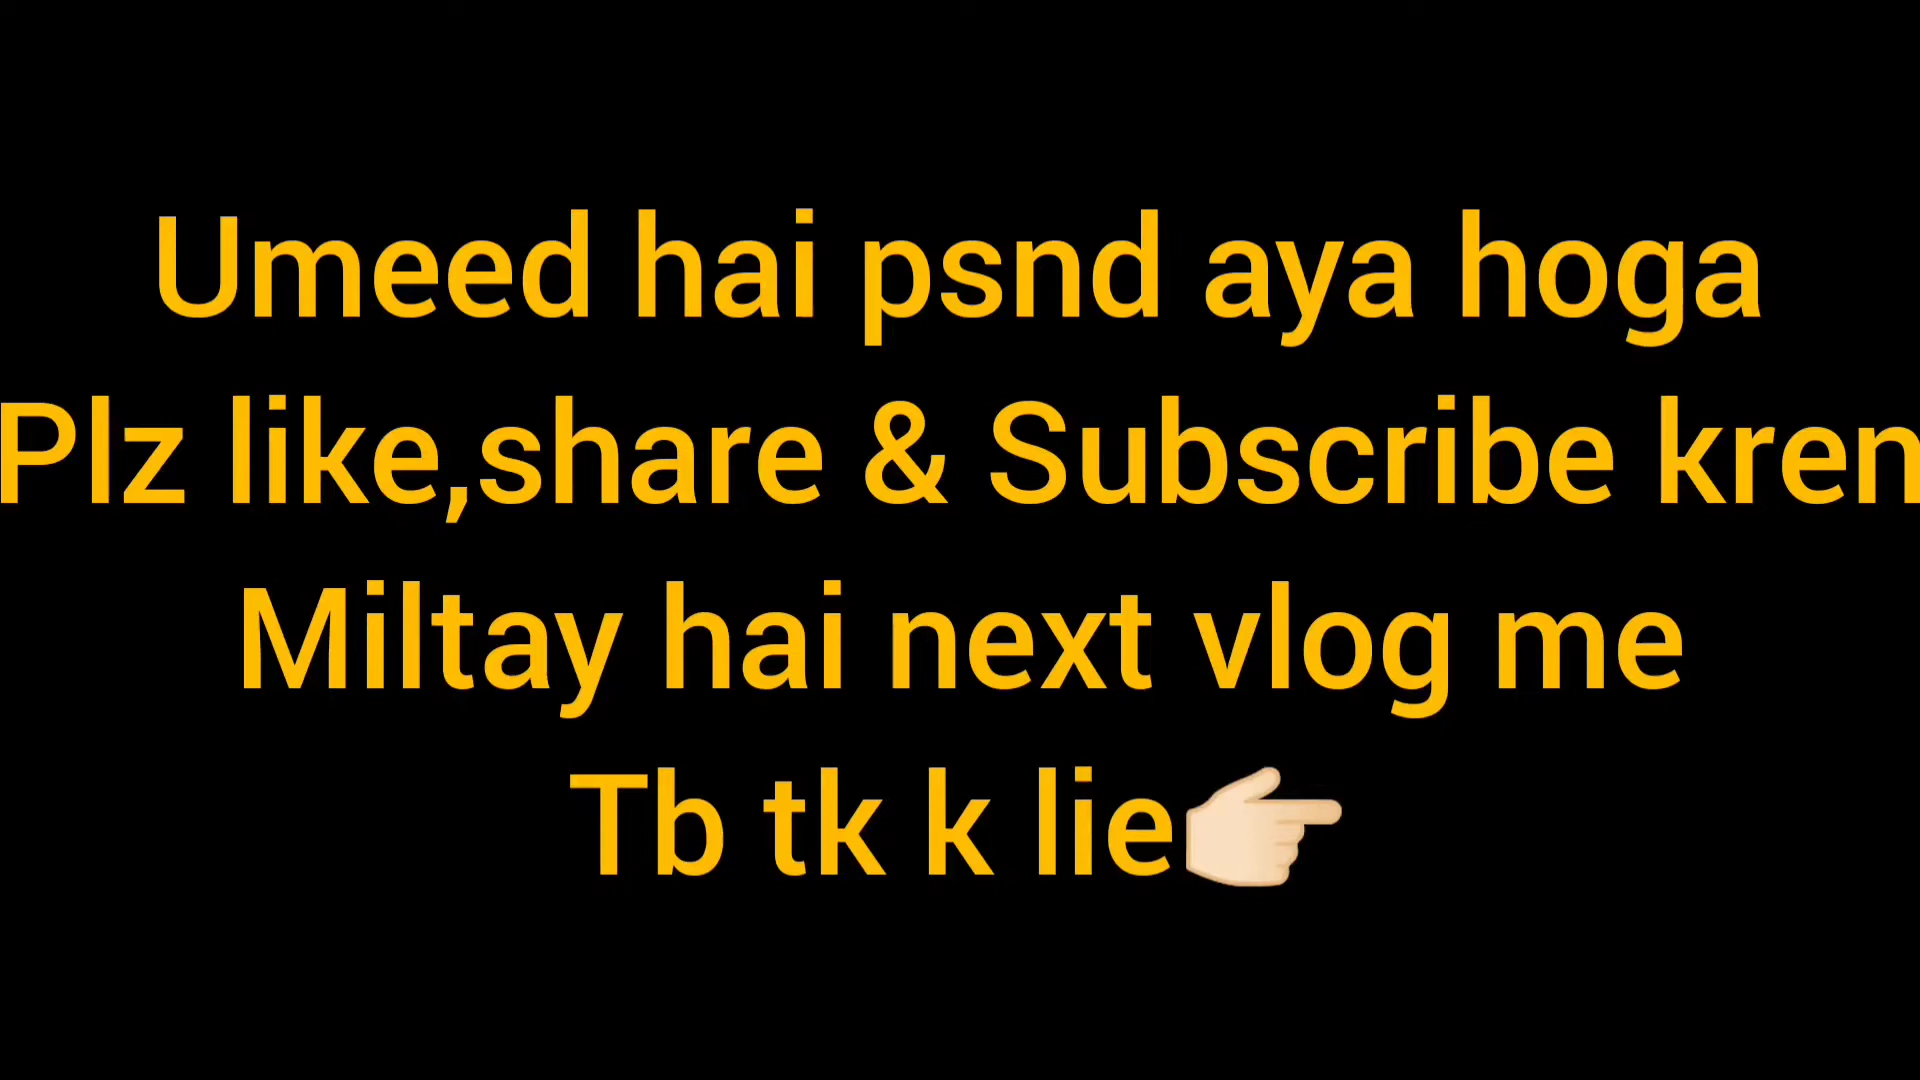 Umeed hai psnd aya hoga
Plz like,share & Subscribe kren
Miltay hai next vlog me
Tb tk k lie👉🏻